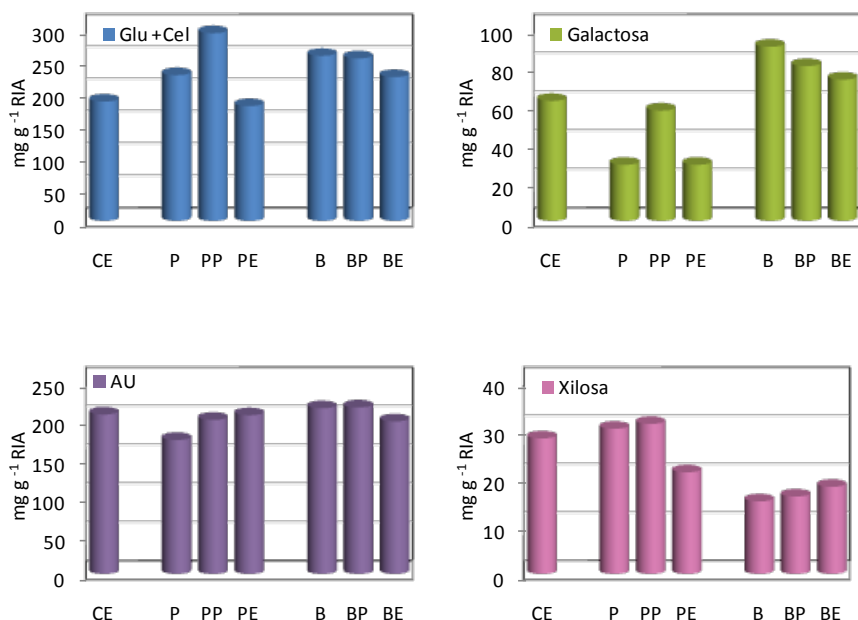 Glu +Cel
mg g -1 RIA
300
250
200
150
100
50
0
CE P PP PE B BP BE
Galactosa
mg g -1 RIA
100
80
60
40
20
0
CE P PP PE B BP BE
AU
mg g -1 RIA
250
200
150
100
50
0
CE P PP PE B BP BE
Xilosa
mg g -1 RIA
40
30
20
10
0
CE P PP PE B BP BE